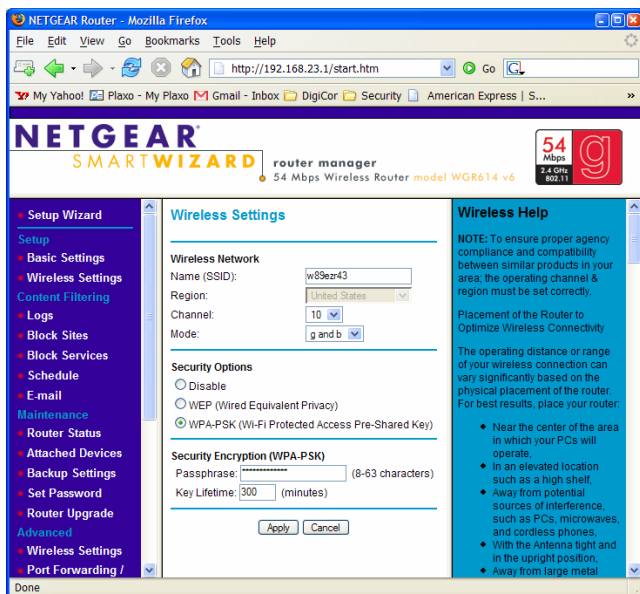 NETGEAR Router - Mozilla Firefox
File Edit View Go Bookmarks Tools Help
http://192.168.23.1/start.htm Go G
My Yahoo! Plaxo - My Plaxo Gmail - Inbox DigiCor Security American Express | S... »
NETGEAR
SMARTWIZARD router manager
54 Mbps Wireless Router model WGR614 v6
54
Mbps
2.4 GHz
802.11
g
Setup Wizard
Setup
Basic Settings
Wireless Settings
Content Filtering
Logs
Block Sites
Block Services
Schedule
E-mail
Maintenance
Router Status
Attached Devices
Backup Settings
Set Password
Router Upgrade
Advanced
Wireless Settings
Port Forwarding /
Wireless Settings
Wireless Network
Name (SSID): w89ezr43
Region: United States
Channel: 10
Mode: g and b
Security Options
Disable
WEP (Wired Equivalent Privacy)
WPA-PSK (Wi-Fi Protected Access Pre-Shared Key)
Security Encryption (WPA-PSK)
Passphrase: ************* (8-63 characters)
Key Lifetime: 300 (minutes)
Apply Cancel
Wireless Help
NOTE: To ensure proper agency
compliance and compatibility
between similar products in your
area; the operating channel &
region must be set correctly.
Placement of the Router to
Optimize Wireless Connectivity
The operating distance or range
of your wireless connection can
vary significantly based on the
physical placement of the router.
For best results, place your router:
Near the center of the area
in which your PCs will
operate,
In an elevated location
such as a high shelf,
Away from potential
sources of interference,
such as PCs, microwaves,
and cordless phones,
With the Antenna tight and
in the upright position,
Away from large metal
Done